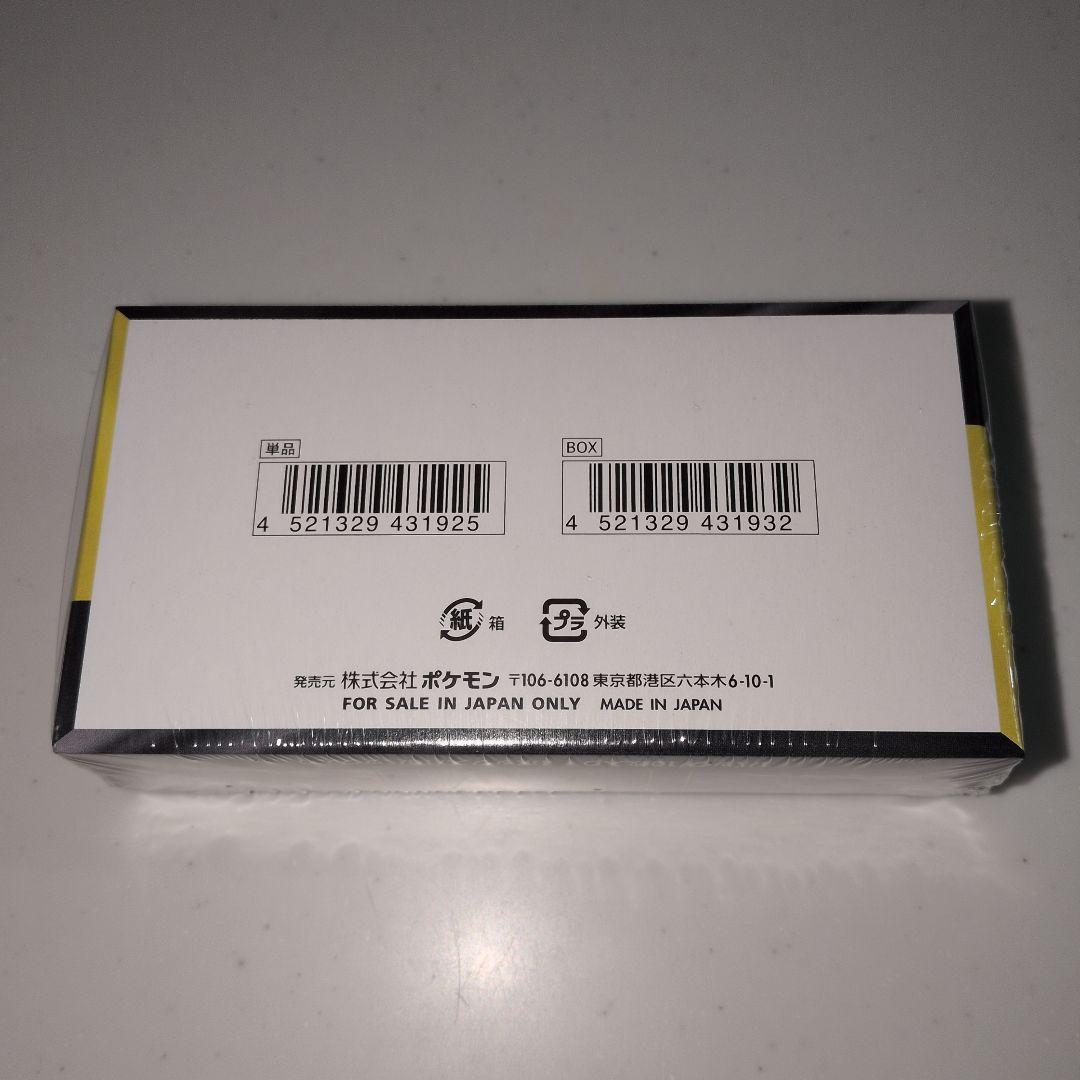 単品
BOX
4 521329 431925
4 521329 431932
紙 箱
プラ 外装
発売元 株式会社 ポケモン 〒106-6108 東京都港区六本木6-10-1
FOR SALE IN JAPAN ONLY MADE IN JAPAN